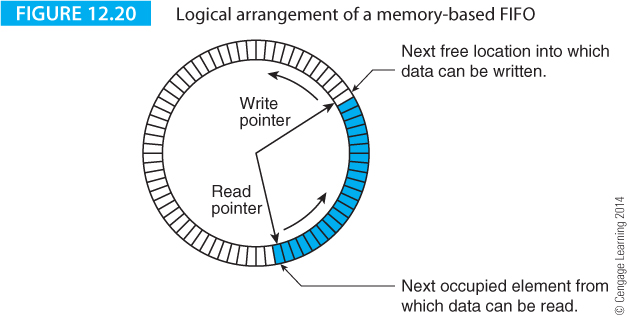 FIGURE 12.20 Logical arrangement of a memory-based FIFO
Next free location into which
data can be written.
Write
pointer
Read
pointer
Next occupied element from
which data can be read.
© Cengage Learning 2014